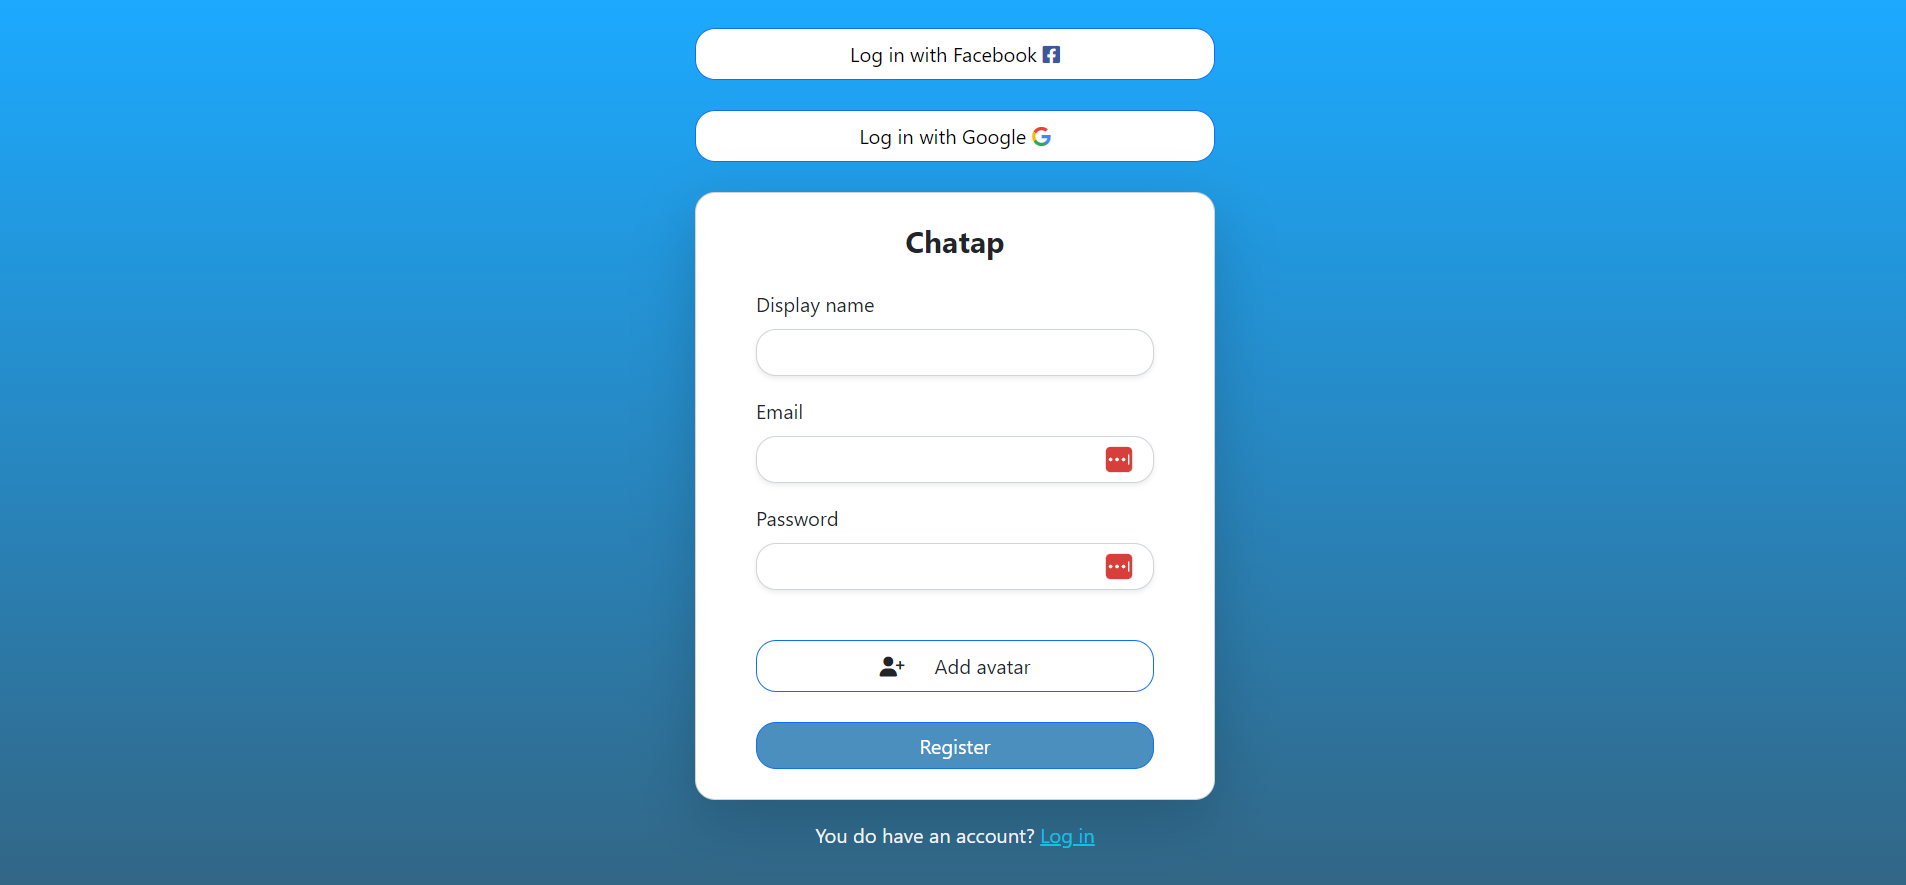 Log in with Facebook
Log in with Google
Chatap
Display name
Email
Password
Add avatar
Register
You do have an account? Log in